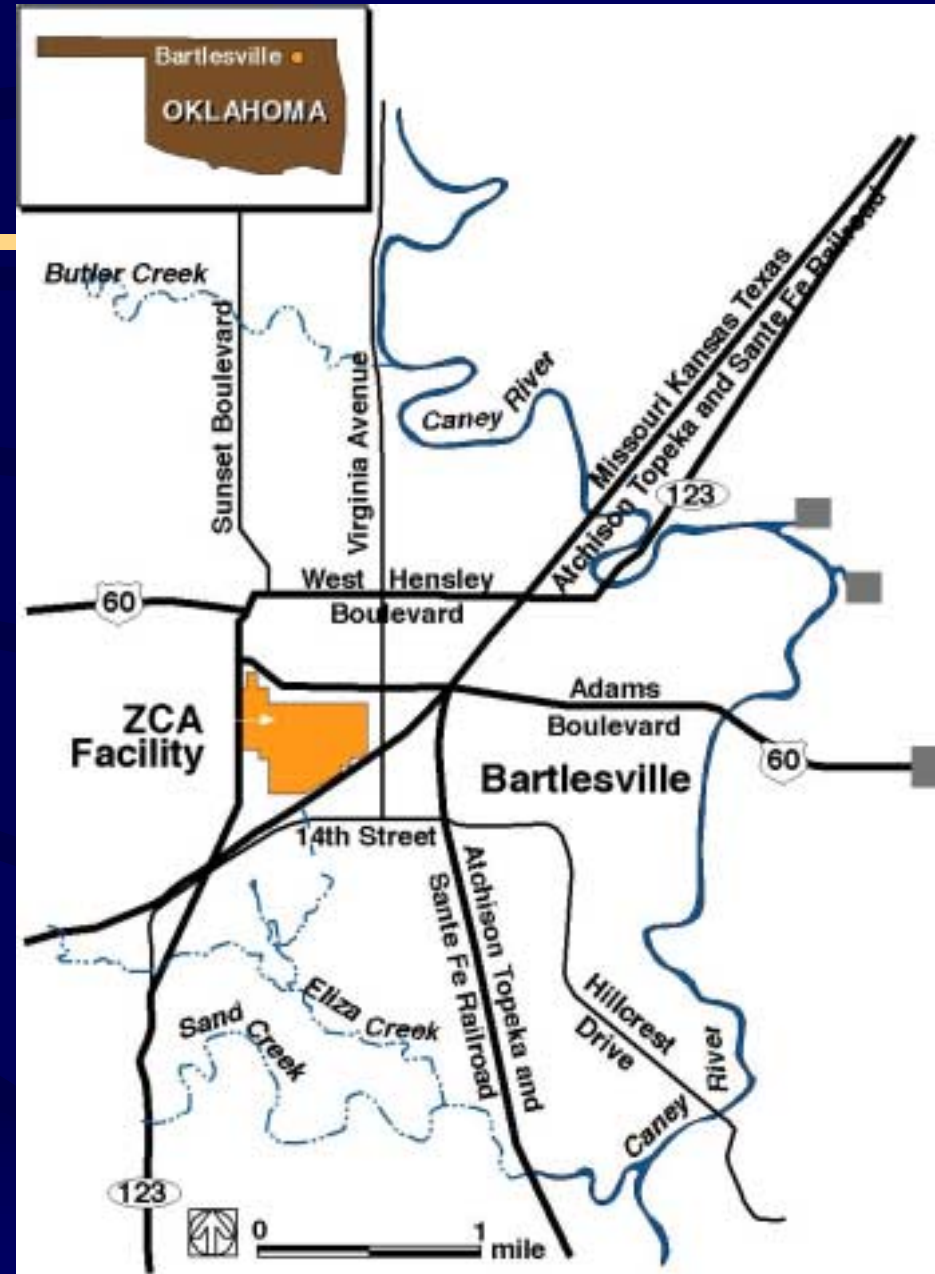 Bartlesville
OKLAHOMA
Butler Creek
Sunset Boulevard
Virginia Avenue
Caney River
Missouri Kansas Texas
Atchison Topeka and Sante Fe Railroad
123
West Hensley
Boulevard
60
ZCA
Facility
Adams
Boulevard
60
Bartlesville
14th Street
Atchison Topeka and
Sante Fe Railroad
Hillcrest
Drive
Eliza Creek
Sand Creek
Caney River
123
0 1
mile